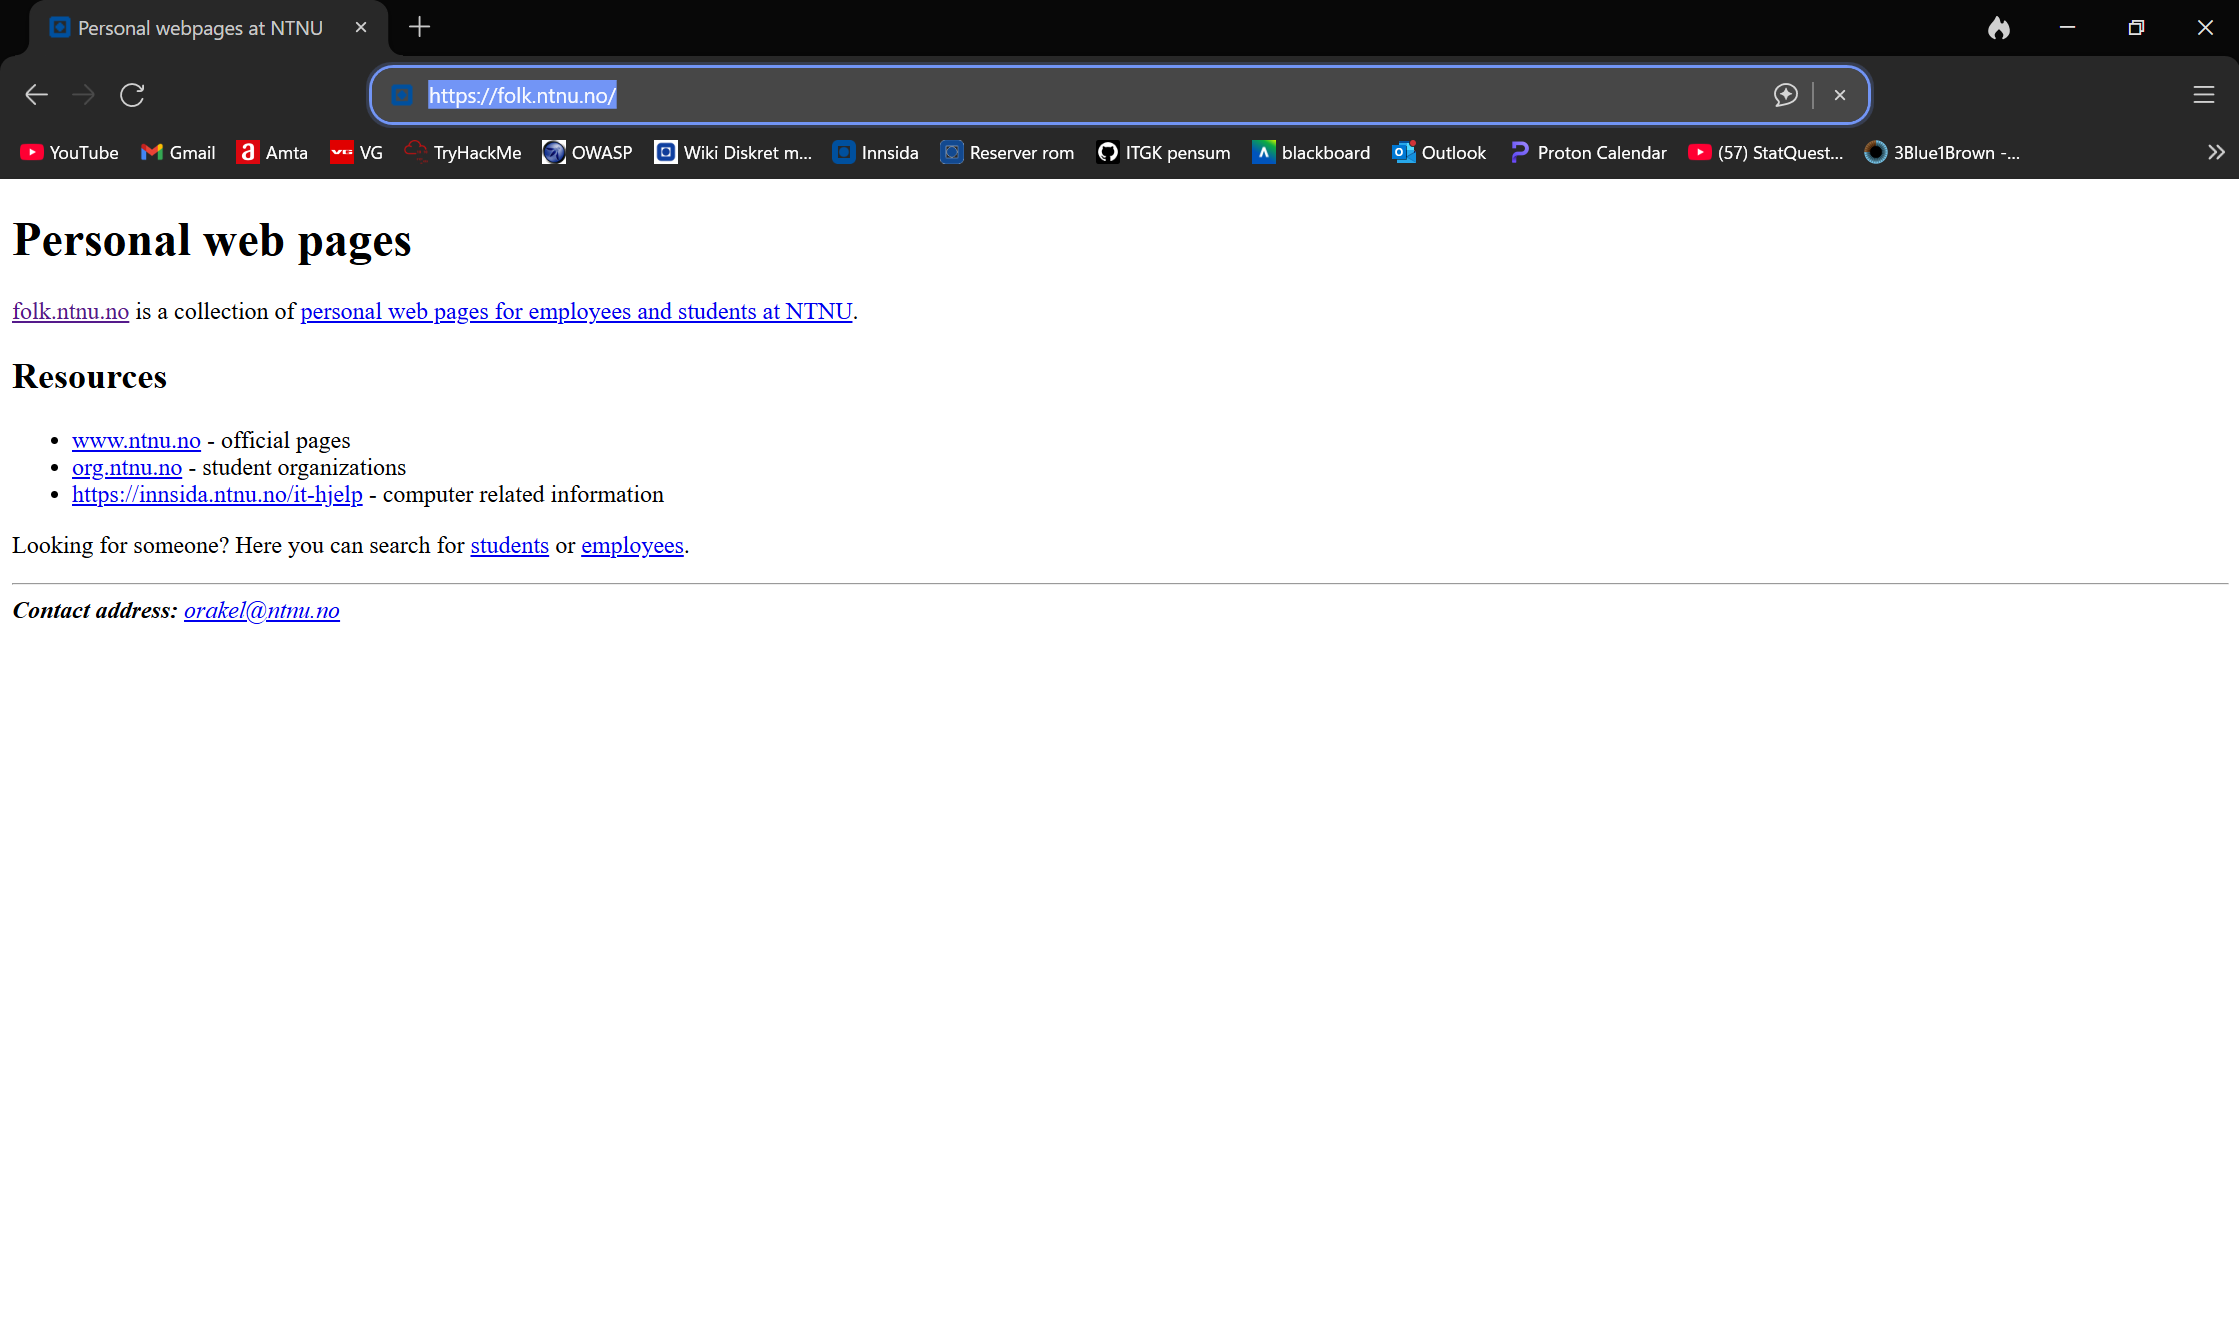 Personal webpages at NTNU
https://folk.ntnu.no/
YouTube Gmail a Amta VG VG TryHackMe OWASP Wiki Diskret m... Innsida Reserver rom ITGK pensum blackboard Outlook Proton Calendar (57) StatQuest... 3Blue1Brown -...
Personal web pages
folk.ntnu.no is a collection of personal web pages for employees and students at NTNU.
Resources
• www.ntnu.no - official pages
• org.ntnu.no - student organizations
• https://innsida.ntnu.no/it-hjelp - computer related information
Looking for someone? Here you can search for students or employees.
Contact address: orakel@ntnu.no